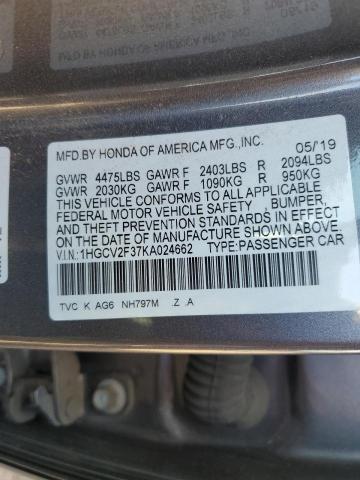 MFD.BY HONDA OF AMERICA MFG.,INC. 05/19
GVWR 4475LBS GAWR F 2403LBS R 2094LBS
GVWR 2030KG GAWR F 1090KG R 950KG
THIS VEHICLE CONFORMS TO ALL APPLICABLE
FEDERAL MOTOR VEHICLE SAFETY , BUMPER,
AND THEFT PREVENTION STANDARDS IN EFFECT
ON THE DATE OF MANUFACTURE SHOWN ABOVE.
V.I.N.: 1HGCV2F37KA024662 TYPE: PASSENGER CAR
TVC K AG6 NH797M .Z .A